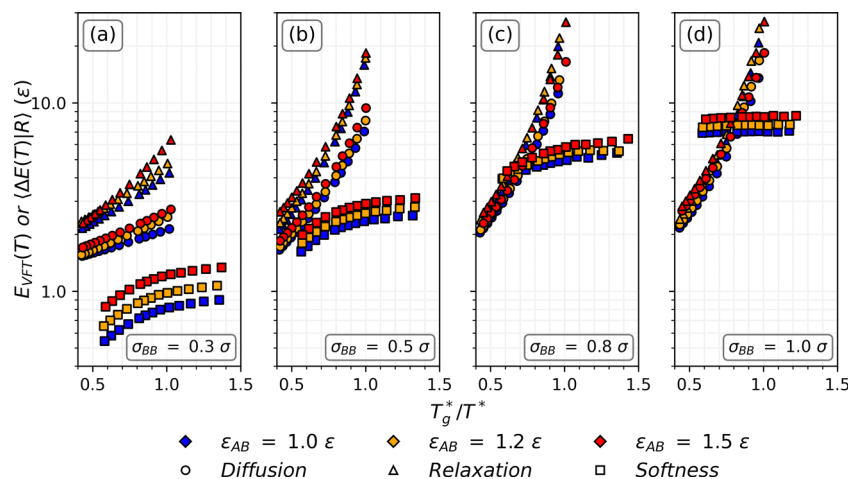 (a) (b) (c) (d)
E_VFT(T) or ⟨ΔE(T)|R⟩ (ε)
10.0
1.0
σ_BB = 0.3 σ σ_BB = 0.5 σ σ_BB = 0.8 σ σ_BB = 1.0 σ
0.5 1.0 1.5 0.5 1.0 1.5 0.5 1.0 1.5 0.5 1.0 1.5
T_g^*/T^*
ε_AB = 1.0 ε ε_AB = 1.2 ε ε_AB = 1.5 ε
Diffusion Relaxation Softness